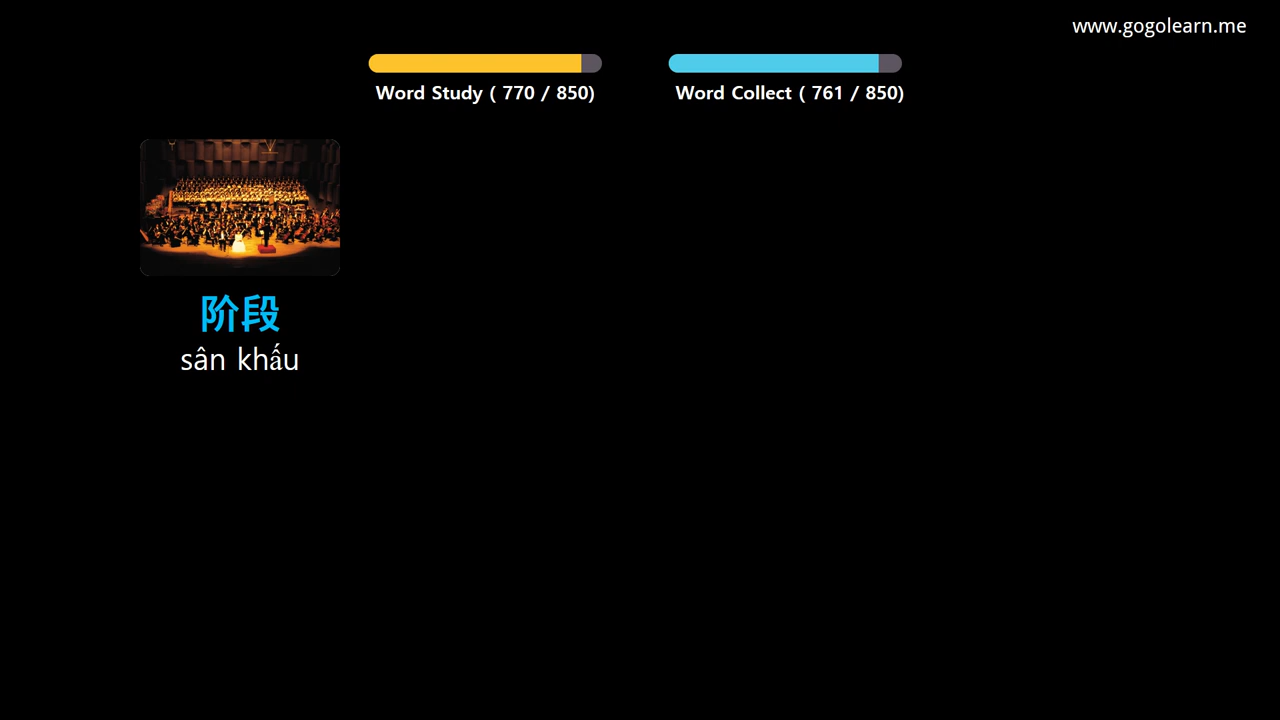 www.gogolearn.me
Word Study ( 770 / 850)
Word Collect ( 761 / 850)
阶段
sân khấu